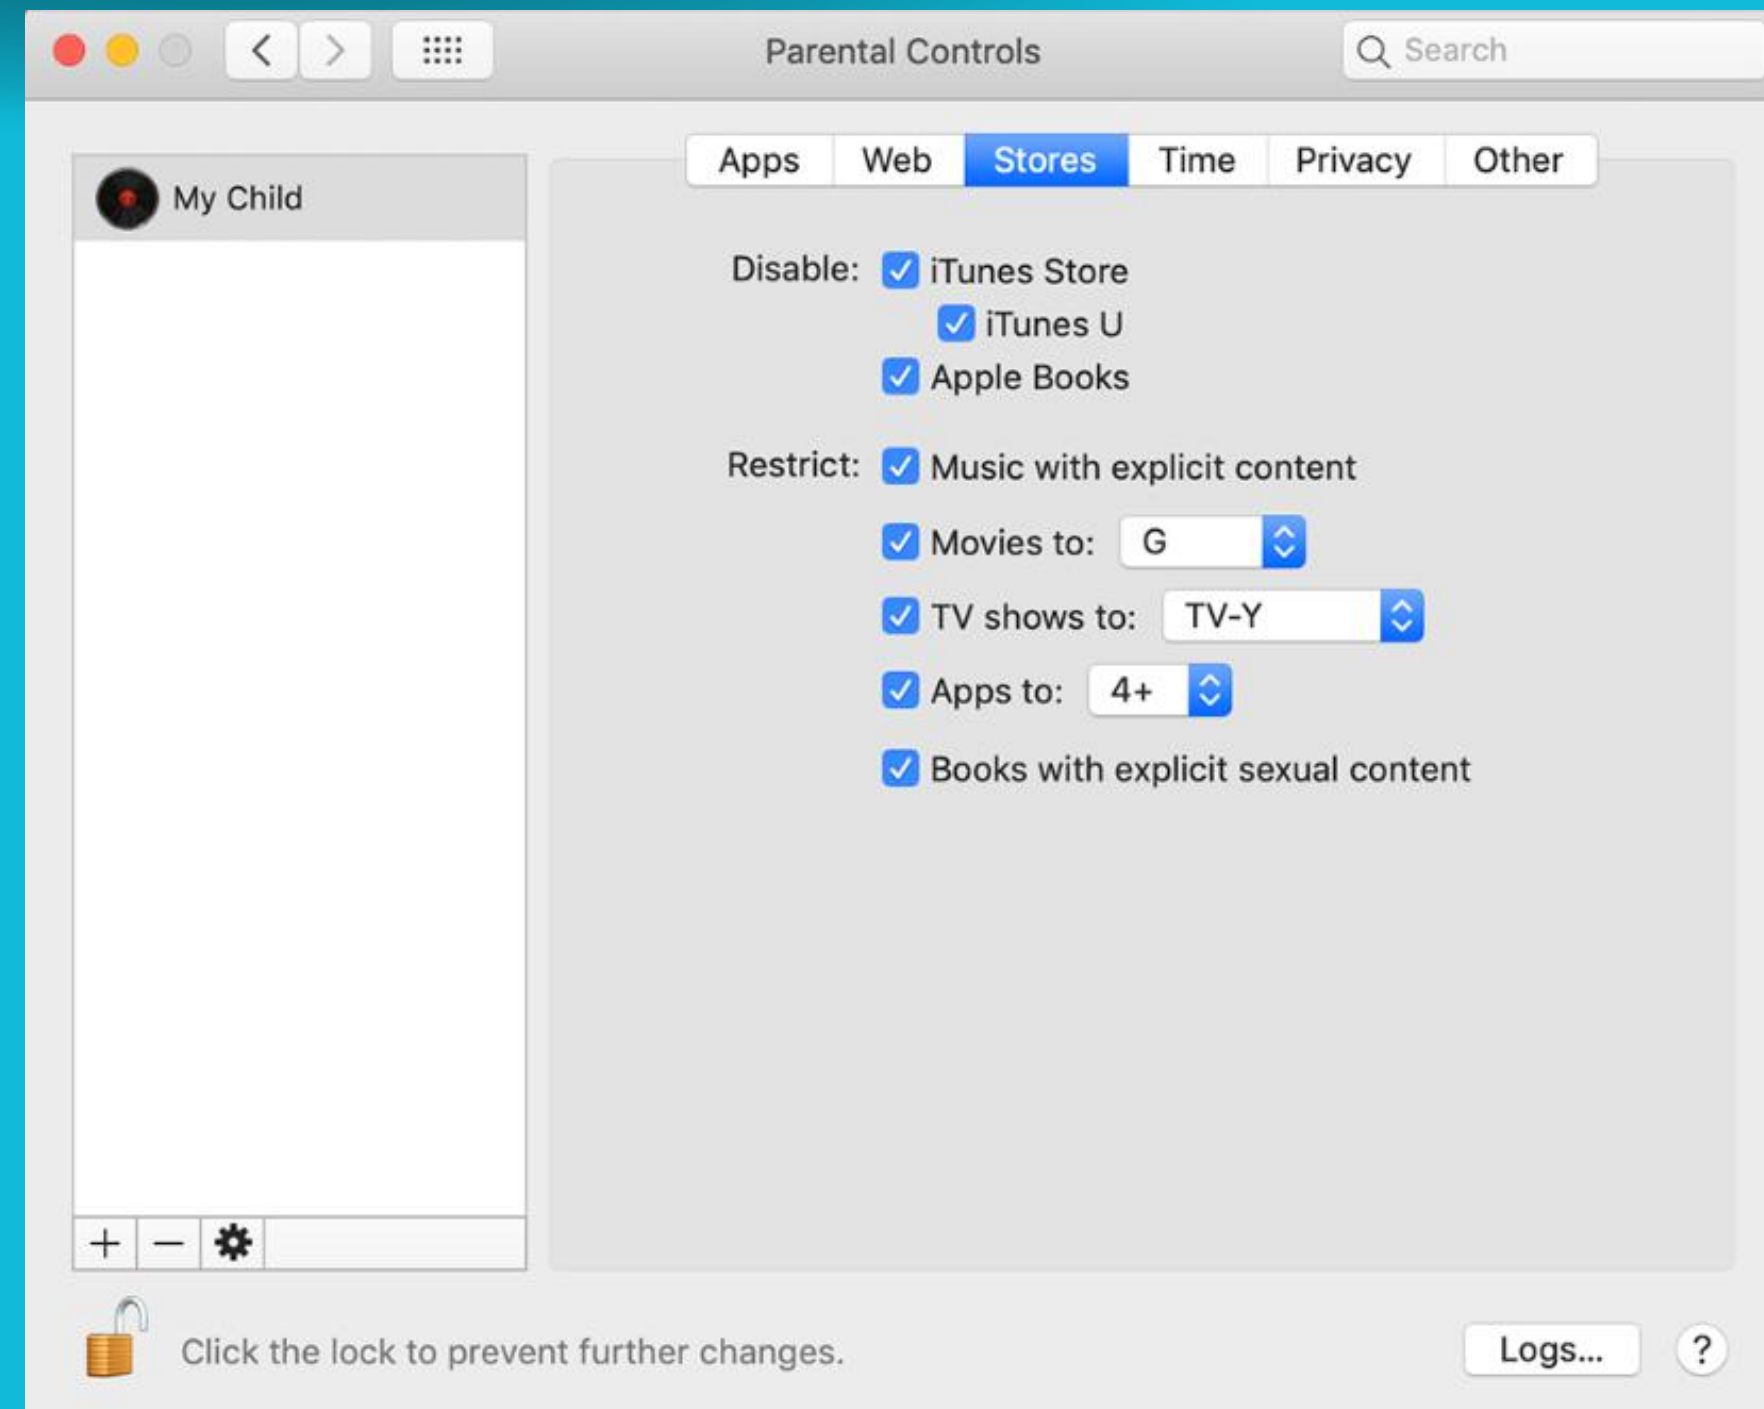 Parental Controls
Search
My Child
Apps Web Stores Time Privacy Other
Disable: iTunes Store
iTunes U
Apple Books
Restrict: Music with explicit content
Movies to: G
TV shows to: TV-Y
Apps to: 4+
Books with explicit sexual content
Click the lock to prevent further changes.
Logs... ?